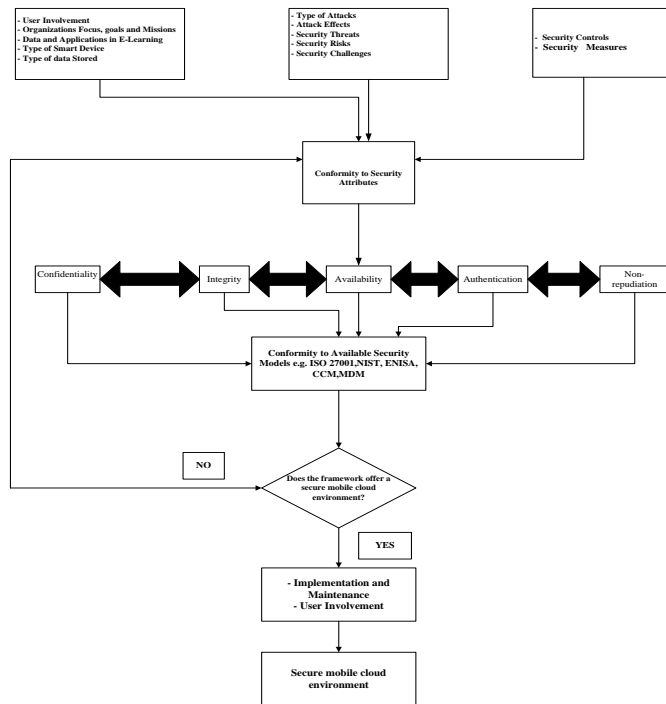 - User Involvement
- Organizations Focus, goals and Missions
- Data and Applications in E-Learning
- Type of Smart Device
- Type of data Stored
- Type of Attacks
- Attack Effects
- Security Threats
- Security Risks
- Security Challenges
- Security Controls
- Security Measures
Conformity to Security
Attributes
Confidentiality
Integrity
Availability
Authentication
Non-
repudiation
Conformity to Available Security
Models e.g. ISO 27001,NIST, ENISA,
CCM,MDM
NO
Does the framework offer a
secure mobile cloud
environment?
YES
- Implementation and
Maintenance
- User Involvement
Secure mobile cloud
environment